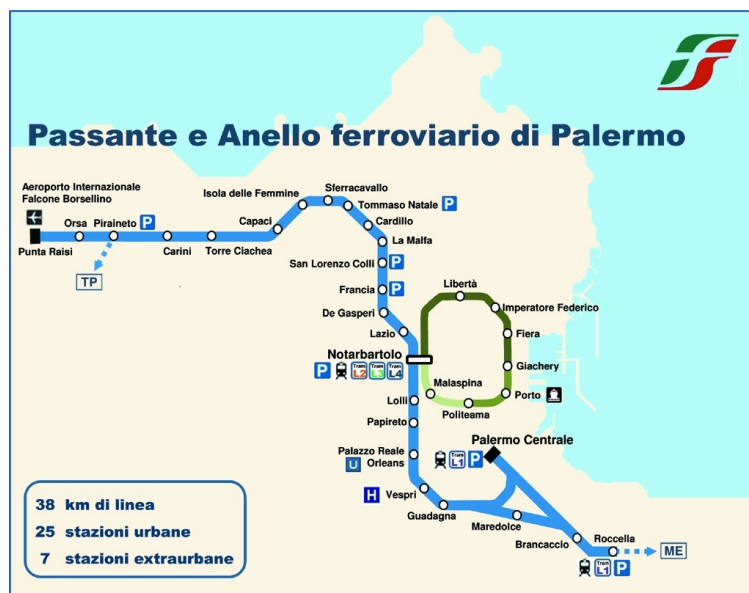 Passante e Anello ferroviario di Palermo
Aeroporto Internazionale
Falcone Borsellino
Punta Raisi
Orsa
Piraineto
P
TP
Carini
Torre Ciachea
Capaci
Isola delle Femmine
Sferracavallo
Tommaso Natale
P
Cardillo
La Malfa
San Lorenzo Colli
P
Francia
P
De Gasperi
Lazio
Notarbartolo
P
Tram
L2
Tram
L3
Tram
L4
Libertà
Imperatore Federico
Fiera
Giachery
Porto
Politeama
Malaspina
Lolli
Papireto
Palazzo Reale
Orleans
U
H
Vespri
Guadagna
Palermo Centrale
Tram
L1
P
Maredolce
Brancaccio
Roccella
Tram
L1
P
ME
38 km di linea
25 stazioni urbane
7 stazioni extraurbane